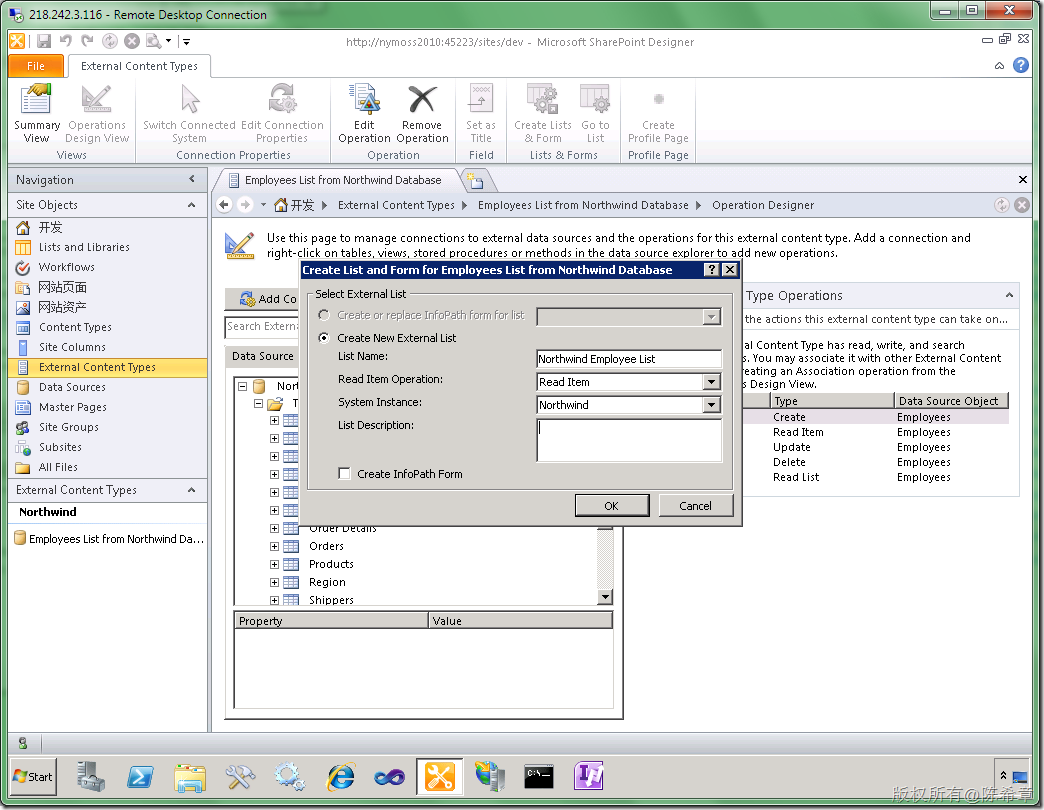 218.242.3.116 - Remote Desktop Connection
http://nymoss2010:45223/sites/dev - Microsoft SharePoint Designer
File
External Content Types
Summary View
Operations Design View
Views
Switch Connected System
Edit Connection Properties
Connection Properties
Edit Operation
Remove Operation
Operation
Set as Title
Field
Create Lists & Form
Go to List
Lists & Forms
Create Profile Page
Profile Page
Navigation
Site Objects
开发
Lists and Libraries
Workflows
网站页面
网站资产
Content Types
Site Columns
External Content Types
Data Sources
Master Pages
Site Groups
Subsites
All Files
External Content Types
Northwind
Employees List from Northwind Da...
Employees List from Northwind Database
开发 External Content Types Employees List from Northwind Database Operation Designer
Use this page to manage connections to external data sources and the operations for this external content type. Add a connection and
right-click on tables, views, stored procedures or methods in the data source explorer to add new operations.
Add Co
Search Externa
Data Source
Nort
T
Order Details
Orders
Products
Region
Shippers
Property Value
Create List and Form for Employees List from Northwind Database
Select External List
Create or replace InfoPath form for list
Create New External List
List Name: Northwind Employee List
Read Item Operation: Read Item
System Instance: Northwind
List Description:
Create InfoPath Form
OK Cancel
Type Operations
the actions this external content type can take on...
al Content Type has read, write, and search
s. You may associate it with other External Content
reating an Association operation from the
s Design View.
Type Data Source Object
Create Employees
Read Item Employees
Update Employees
Delete Employees
Read List Employees
Start
版权所有@陈希章